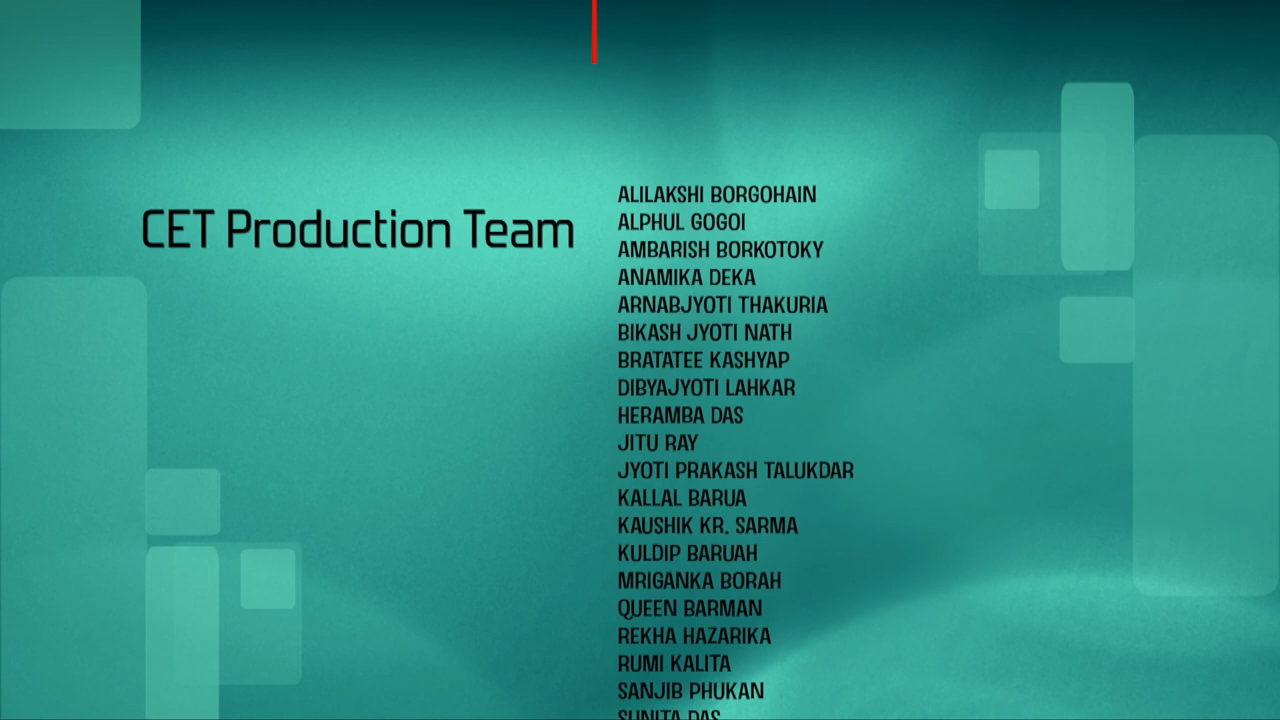 CET Production Team
ALILAKSHI BORGOHAIN
ALPHUL GOGOI
AMBARISH BORKOTOKY
ANAMIKA DEKA
ARNABJYOTI THAKURIA
BIKASH JYOTI NATH
BRATATEE KASHYAP
DIBYAJYOTI LAHKAR
HERAMBA DAS
JITU RAY
JYOTI PRAKASH TALUKDAR
KALLAL BARUA
KAUSHIK KR. SARMA
KULDIP BARUAH
MRIGANKA BORAH
QUEEN BARMAN
REKHA HAZARIKA
RUMI KALITA
SANJIB PHUKAN
SUNITA DAS